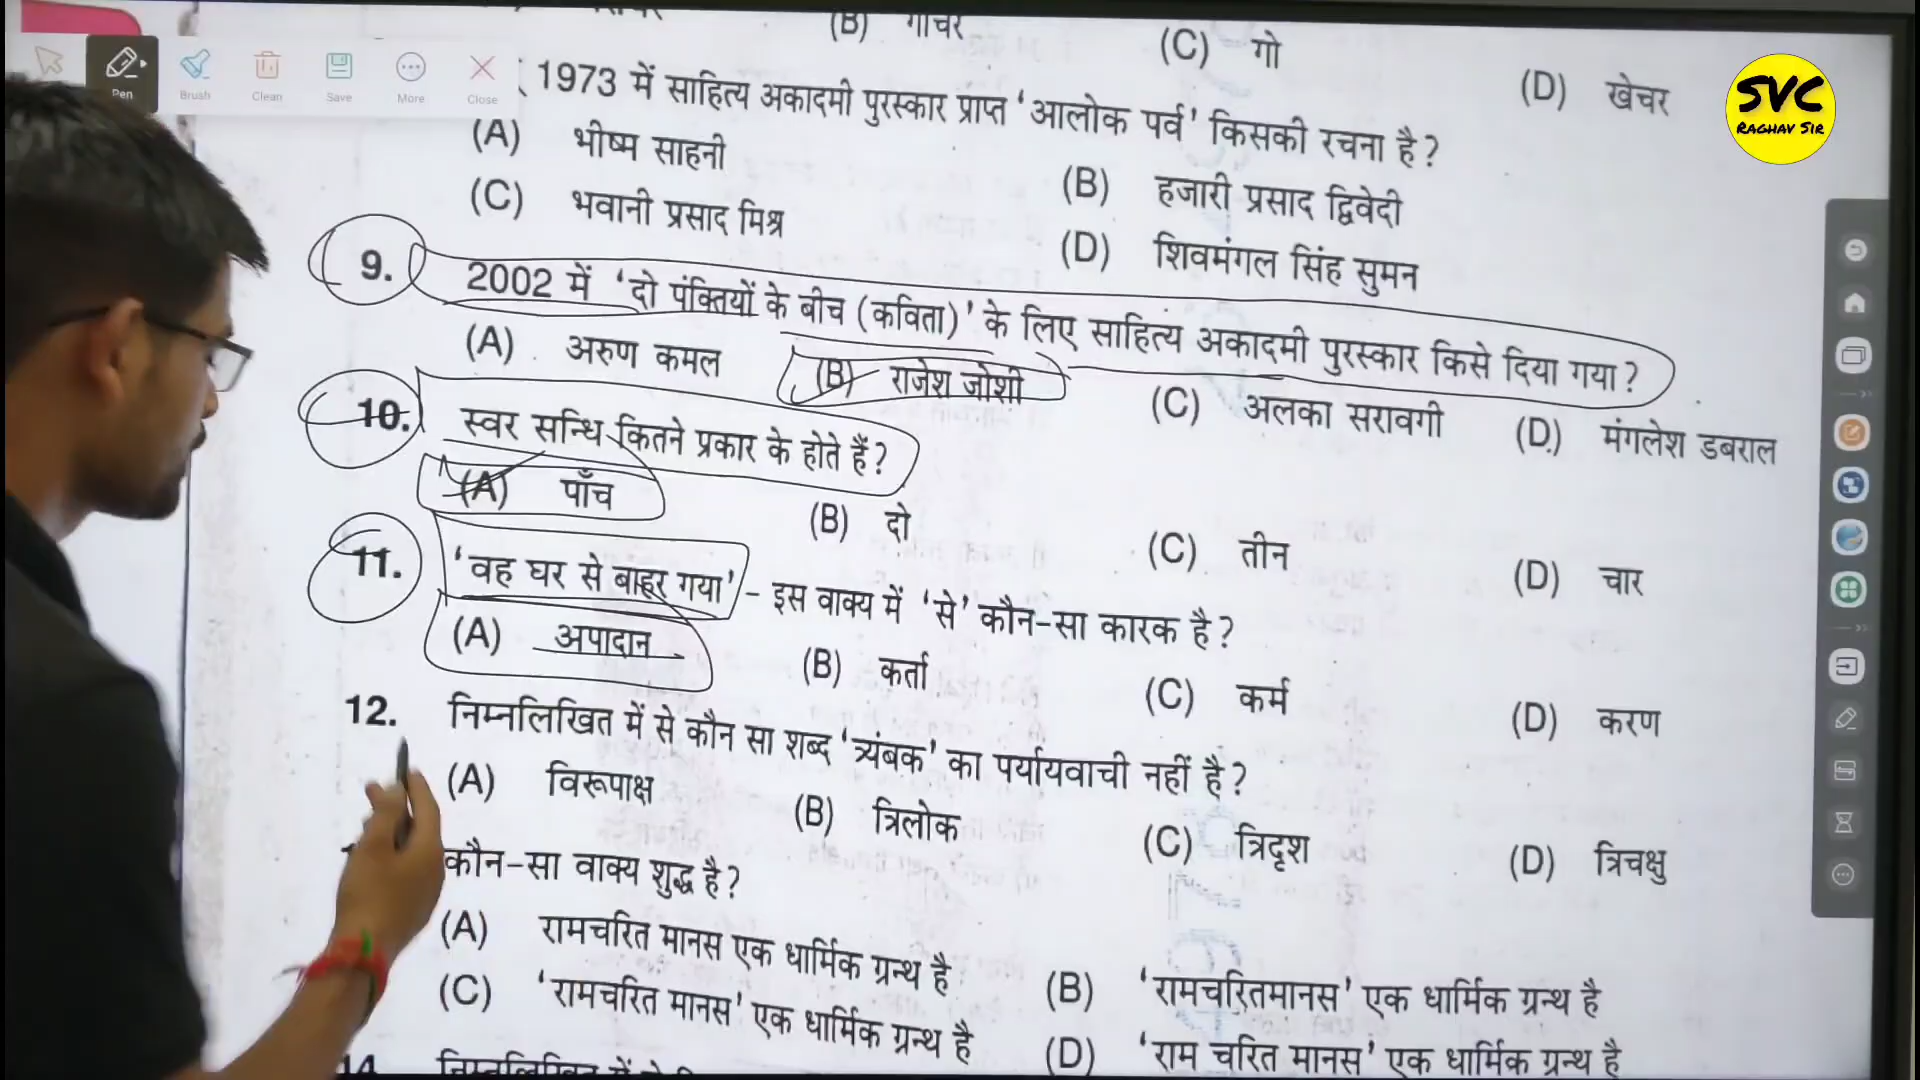 (B) गोचर (C) गो (D) खेचर
Pen Brush Clean Save More Close
1973 में साहित्य अकादमी पुरस्कार प्राप्त 'आलोक पर्व' किसकी रचना है?
SVC
RAGHAV SIR
(A) भीष्म साहनी (B) हजारी प्रसाद द्विवेदी
(C) भवानी प्रसाद मिश्र (D) शिवमंगल सिंह सुमन
9. 2002 में 'दो पंक्तियों के बीच (कविता)' के लिए साहित्य अकादमी पुरस्कार किसे दिया गया?
(A) अरुण कमल (B) राजेश जोशी (C) अलका सरावगी (D) मंगलेश डबराल
10. स्वर सन्धि कितने प्रकार के होते हैं?
(A) पाँच (B) दो (C) तीन (D) चार
11. 'वह घर से बाहर गया' – इस वाक्य में 'से' कौन-सा कारक है?
(A) अपादान (B) कर्ता (C) कर्म (D) करण
12. निम्नलिखित में से कौन सा शब्द 'त्र्यंबक' का पर्यायवाची नहीं है?
(A) विरूपाक्ष (B) त्रिलोक (C) त्रिदृश (D) त्रिचक्षु
कौन-सा वाक्य शुद्ध है?
(A) रामचरित मानस एक धार्मिक ग्रन्थ है (B) 'रामचरितमानस' एक धार्मिक ग्रन्थ है
(C) 'रामचरित मानस' एक धार्मिक ग्रन्थ है (D) 'राम चरित मानस' एक धार्मिक ग्रन्थ है
14. निम्नलिखित में से